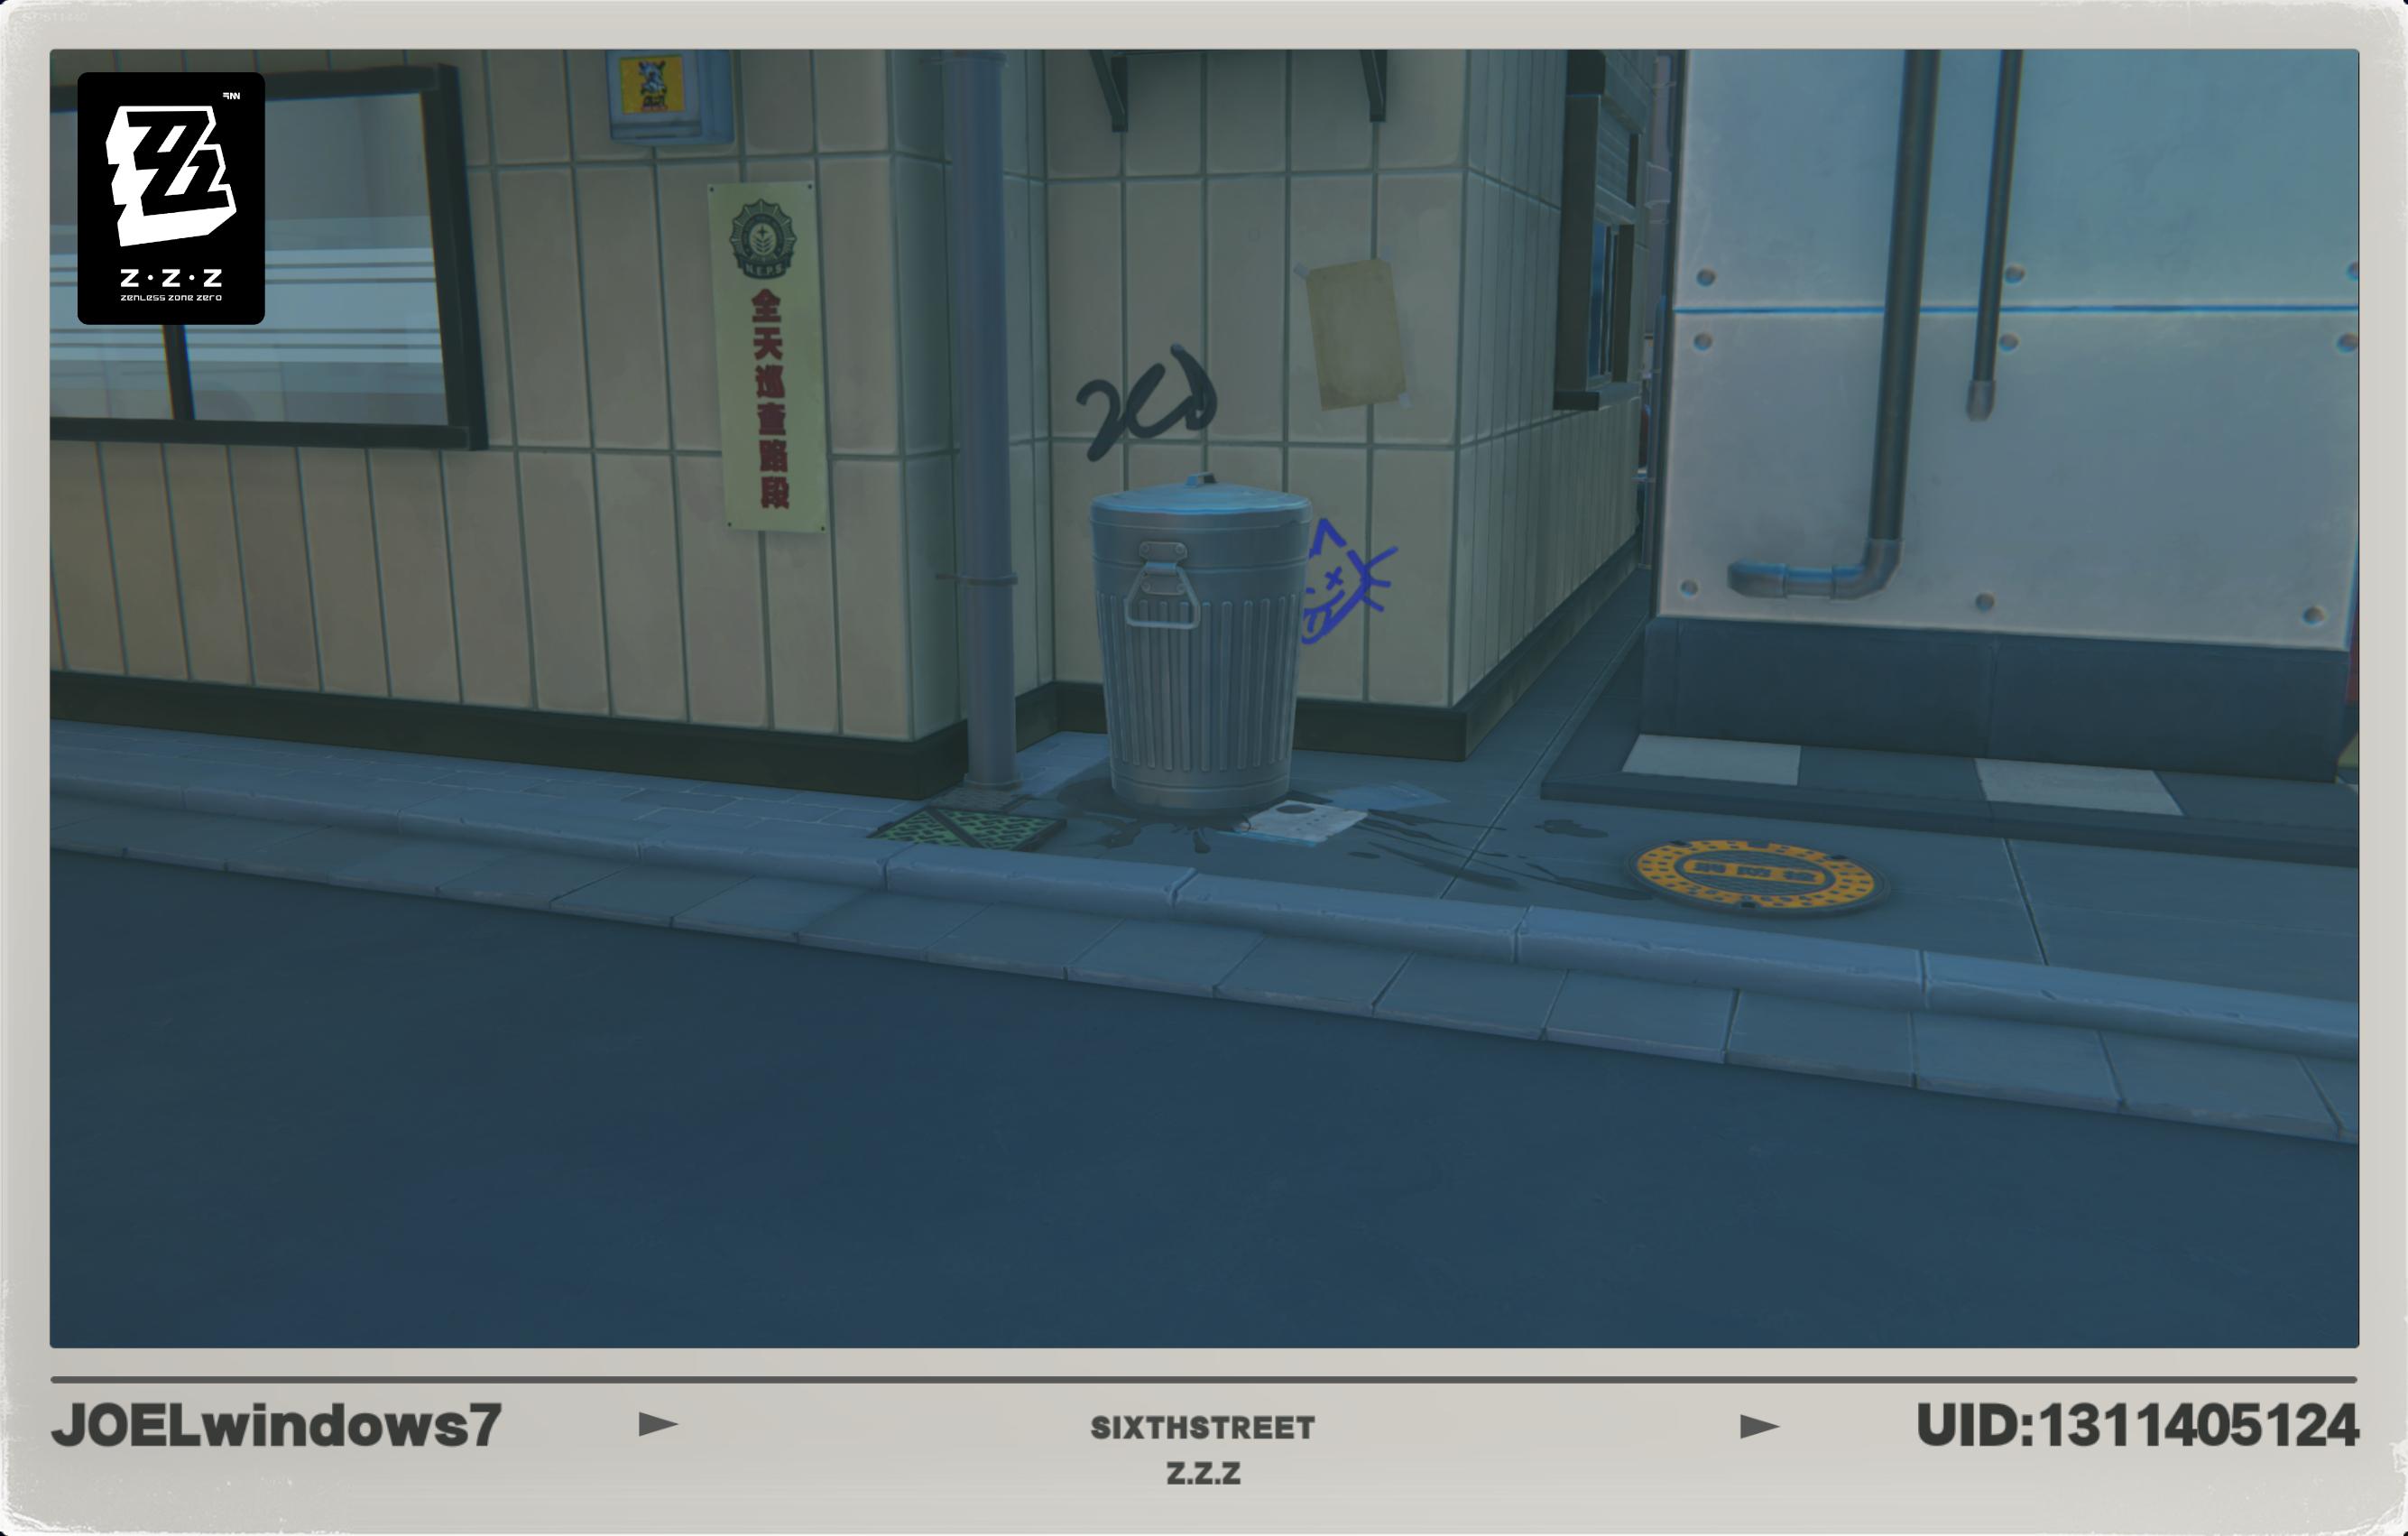 Z·Z·Z
ZENLESS ZONE ZERO
N.E.P.S
全天巡查路段
JOELwindows7
SIXTHSTREET
Z.Z.Z
UID:1311405124